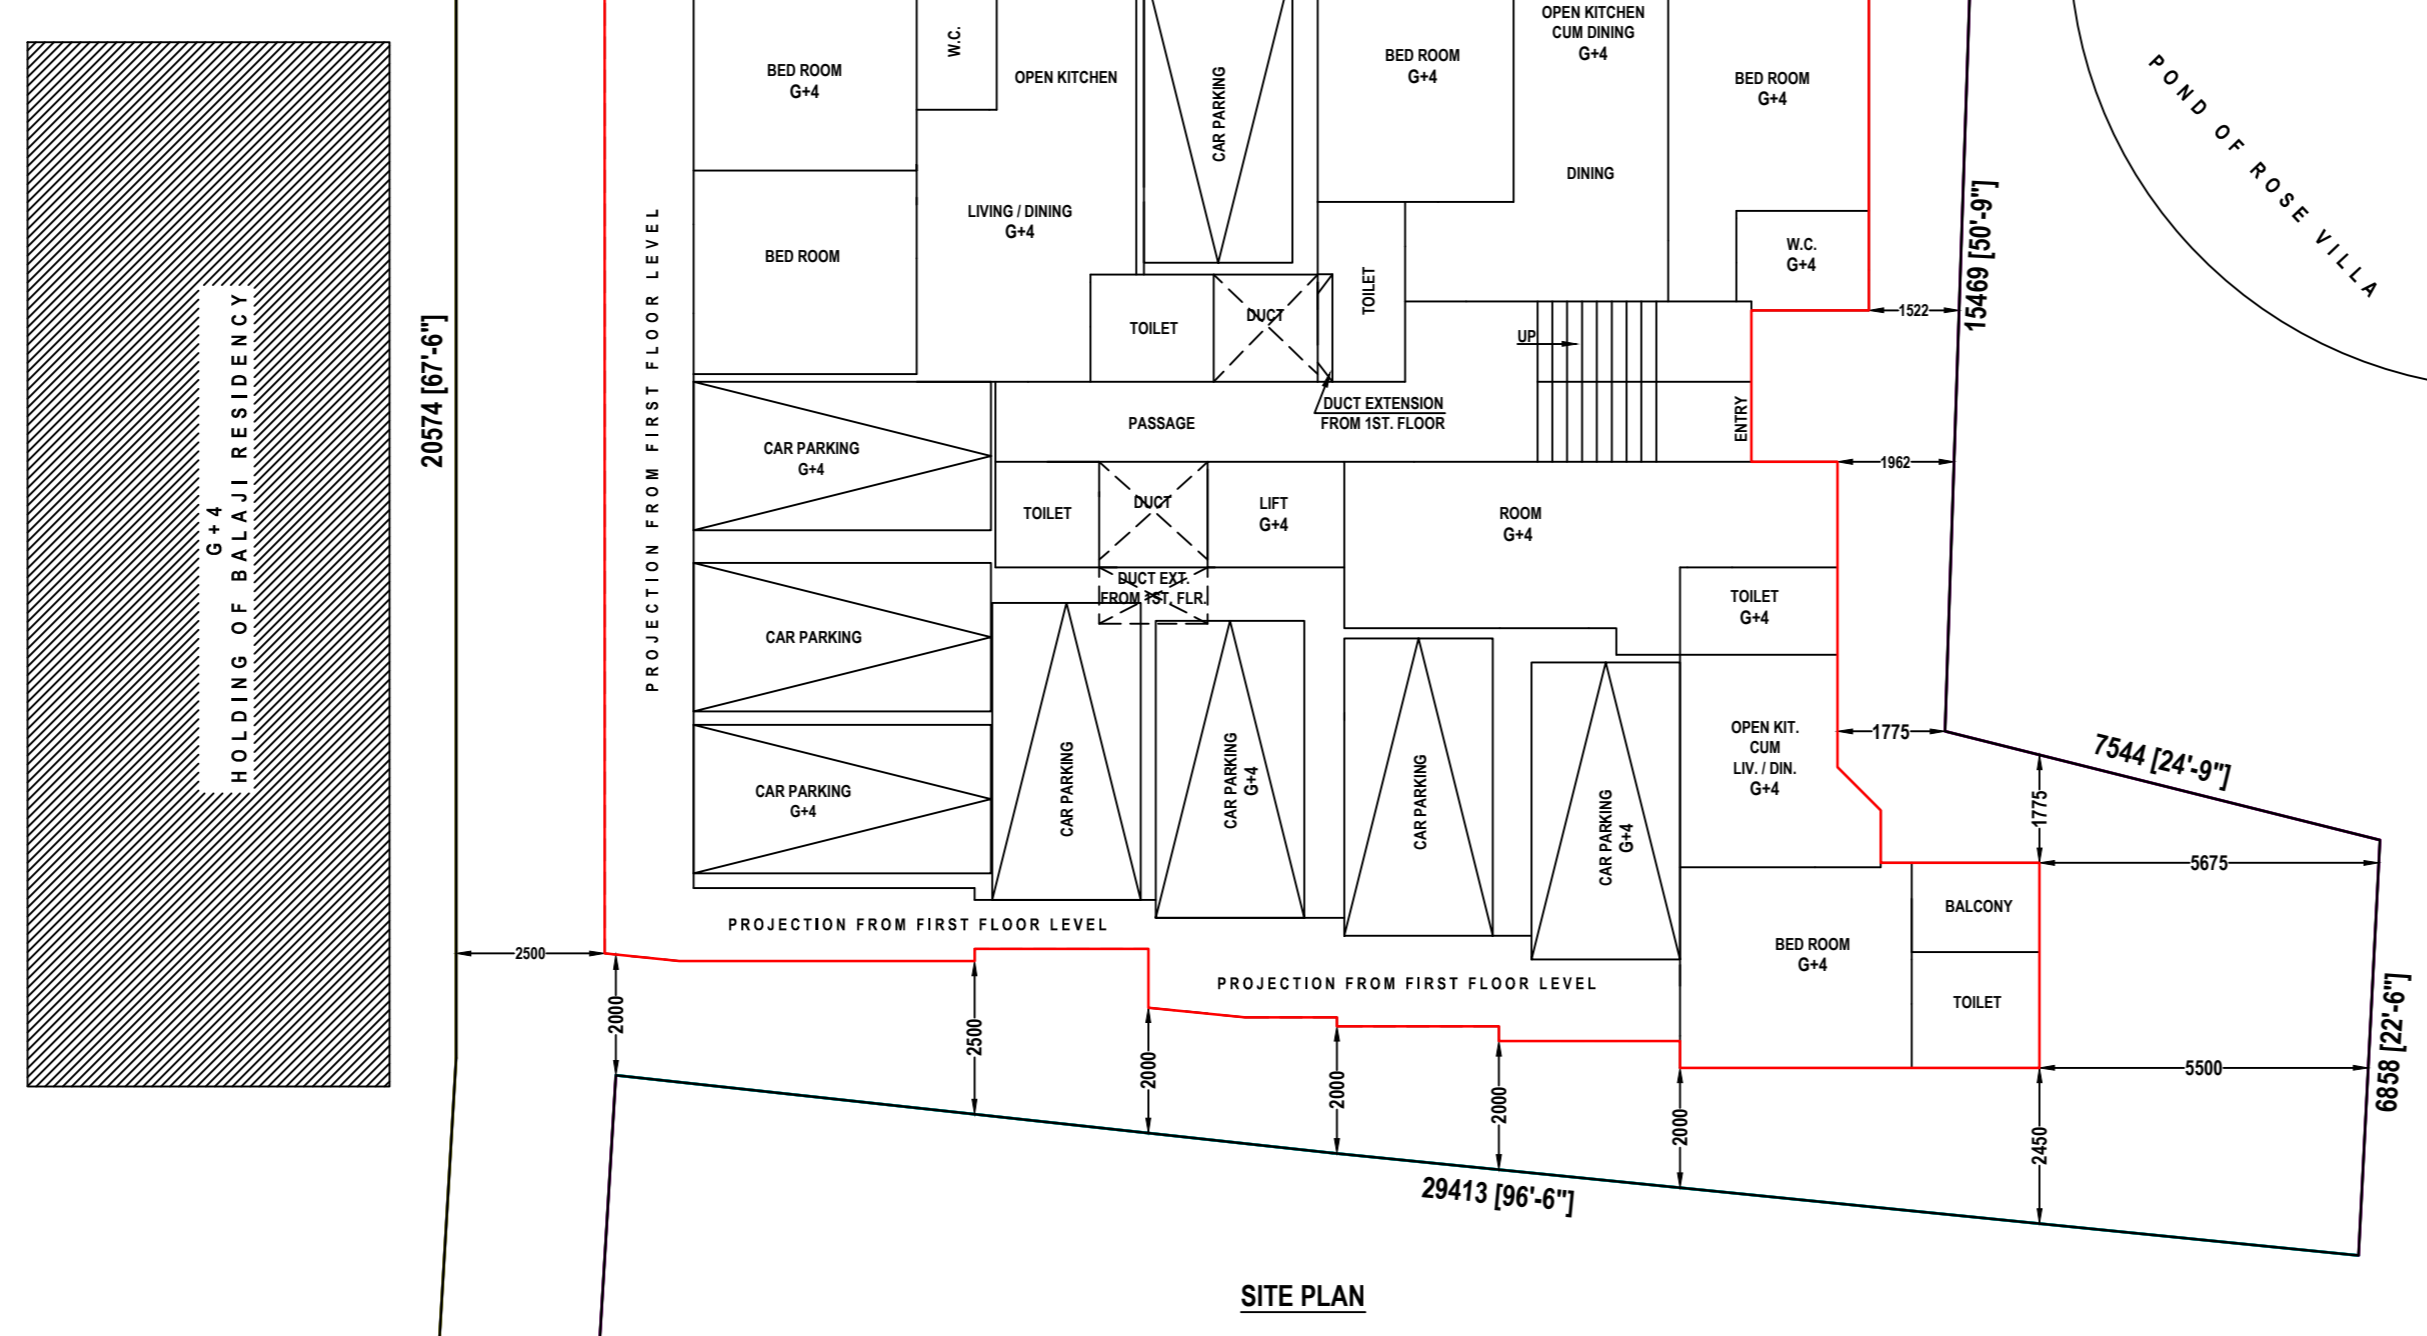 OPEN KITCHEN
CUM DINING
G+4
W.C.
BED ROOM
G+4
OPEN KITCHEN
CAR PARKING
BED ROOM
G+4
BED ROOM
G+4
POND OF ROSE VILLA
DINING
LIVING / DINING
G+4
BED ROOM
W.C.
G+4
15469 [50'-9"]
1522
TOILET
DUCT
TOILET
UP
20574 [67'-6"]
PROJECTION FROM FIRST FLOOR LEVEL
G+4
HOLDING OF BALAJI RESIDENCY
DUCT EXTENSION
FROM 1ST. FLOOR
PASSAGE
ENTRY
CAR PARKING
G+4
1962
TOILET
DUCT
LIFT
G+4
ROOM
G+4
DUCT EXT.
FROM 1ST. FLR.
TOILET
G+4
CAR PARKING
OPEN KIT.
CUM
LIV. / DIN.
G+4
1775
7544 [24'-9"]
CAR PARKING
G+4
CAR PARKING
CAR PARKING
G+4
CAR PARKING
CAR PARKING
G+4
1775
5675
BALCONY
PROJECTION FROM FIRST FLOOR LEVEL
BED ROOM
G+4
2500
PROJECTION FROM FIRST FLOOR LEVEL
TOILET
2000
2500
2000
2000
2000
2000
5500
6858 [22'-6"]
2450
29413 [96'-6"]
SITE PLAN